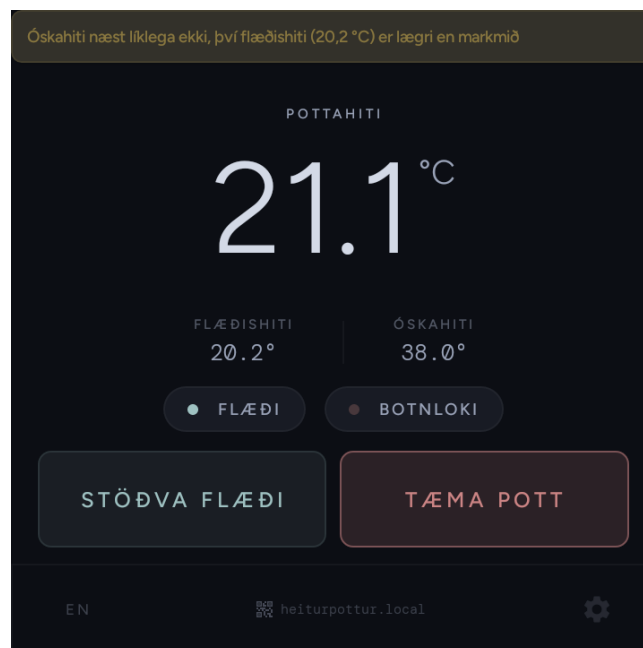 Óskahiti næst líklega ekki, því flæðishiti (20,2 °C) er lægri en markmið
POTTAHITI
21.1 °C
FLÆÐISHITI
20.2°
ÓSKAHITI
38.0°
FLÆÐI
BOTNLOKI
STÖÐVA FLÆÐI
TÆMA POTT
EN
heiturpottur.local